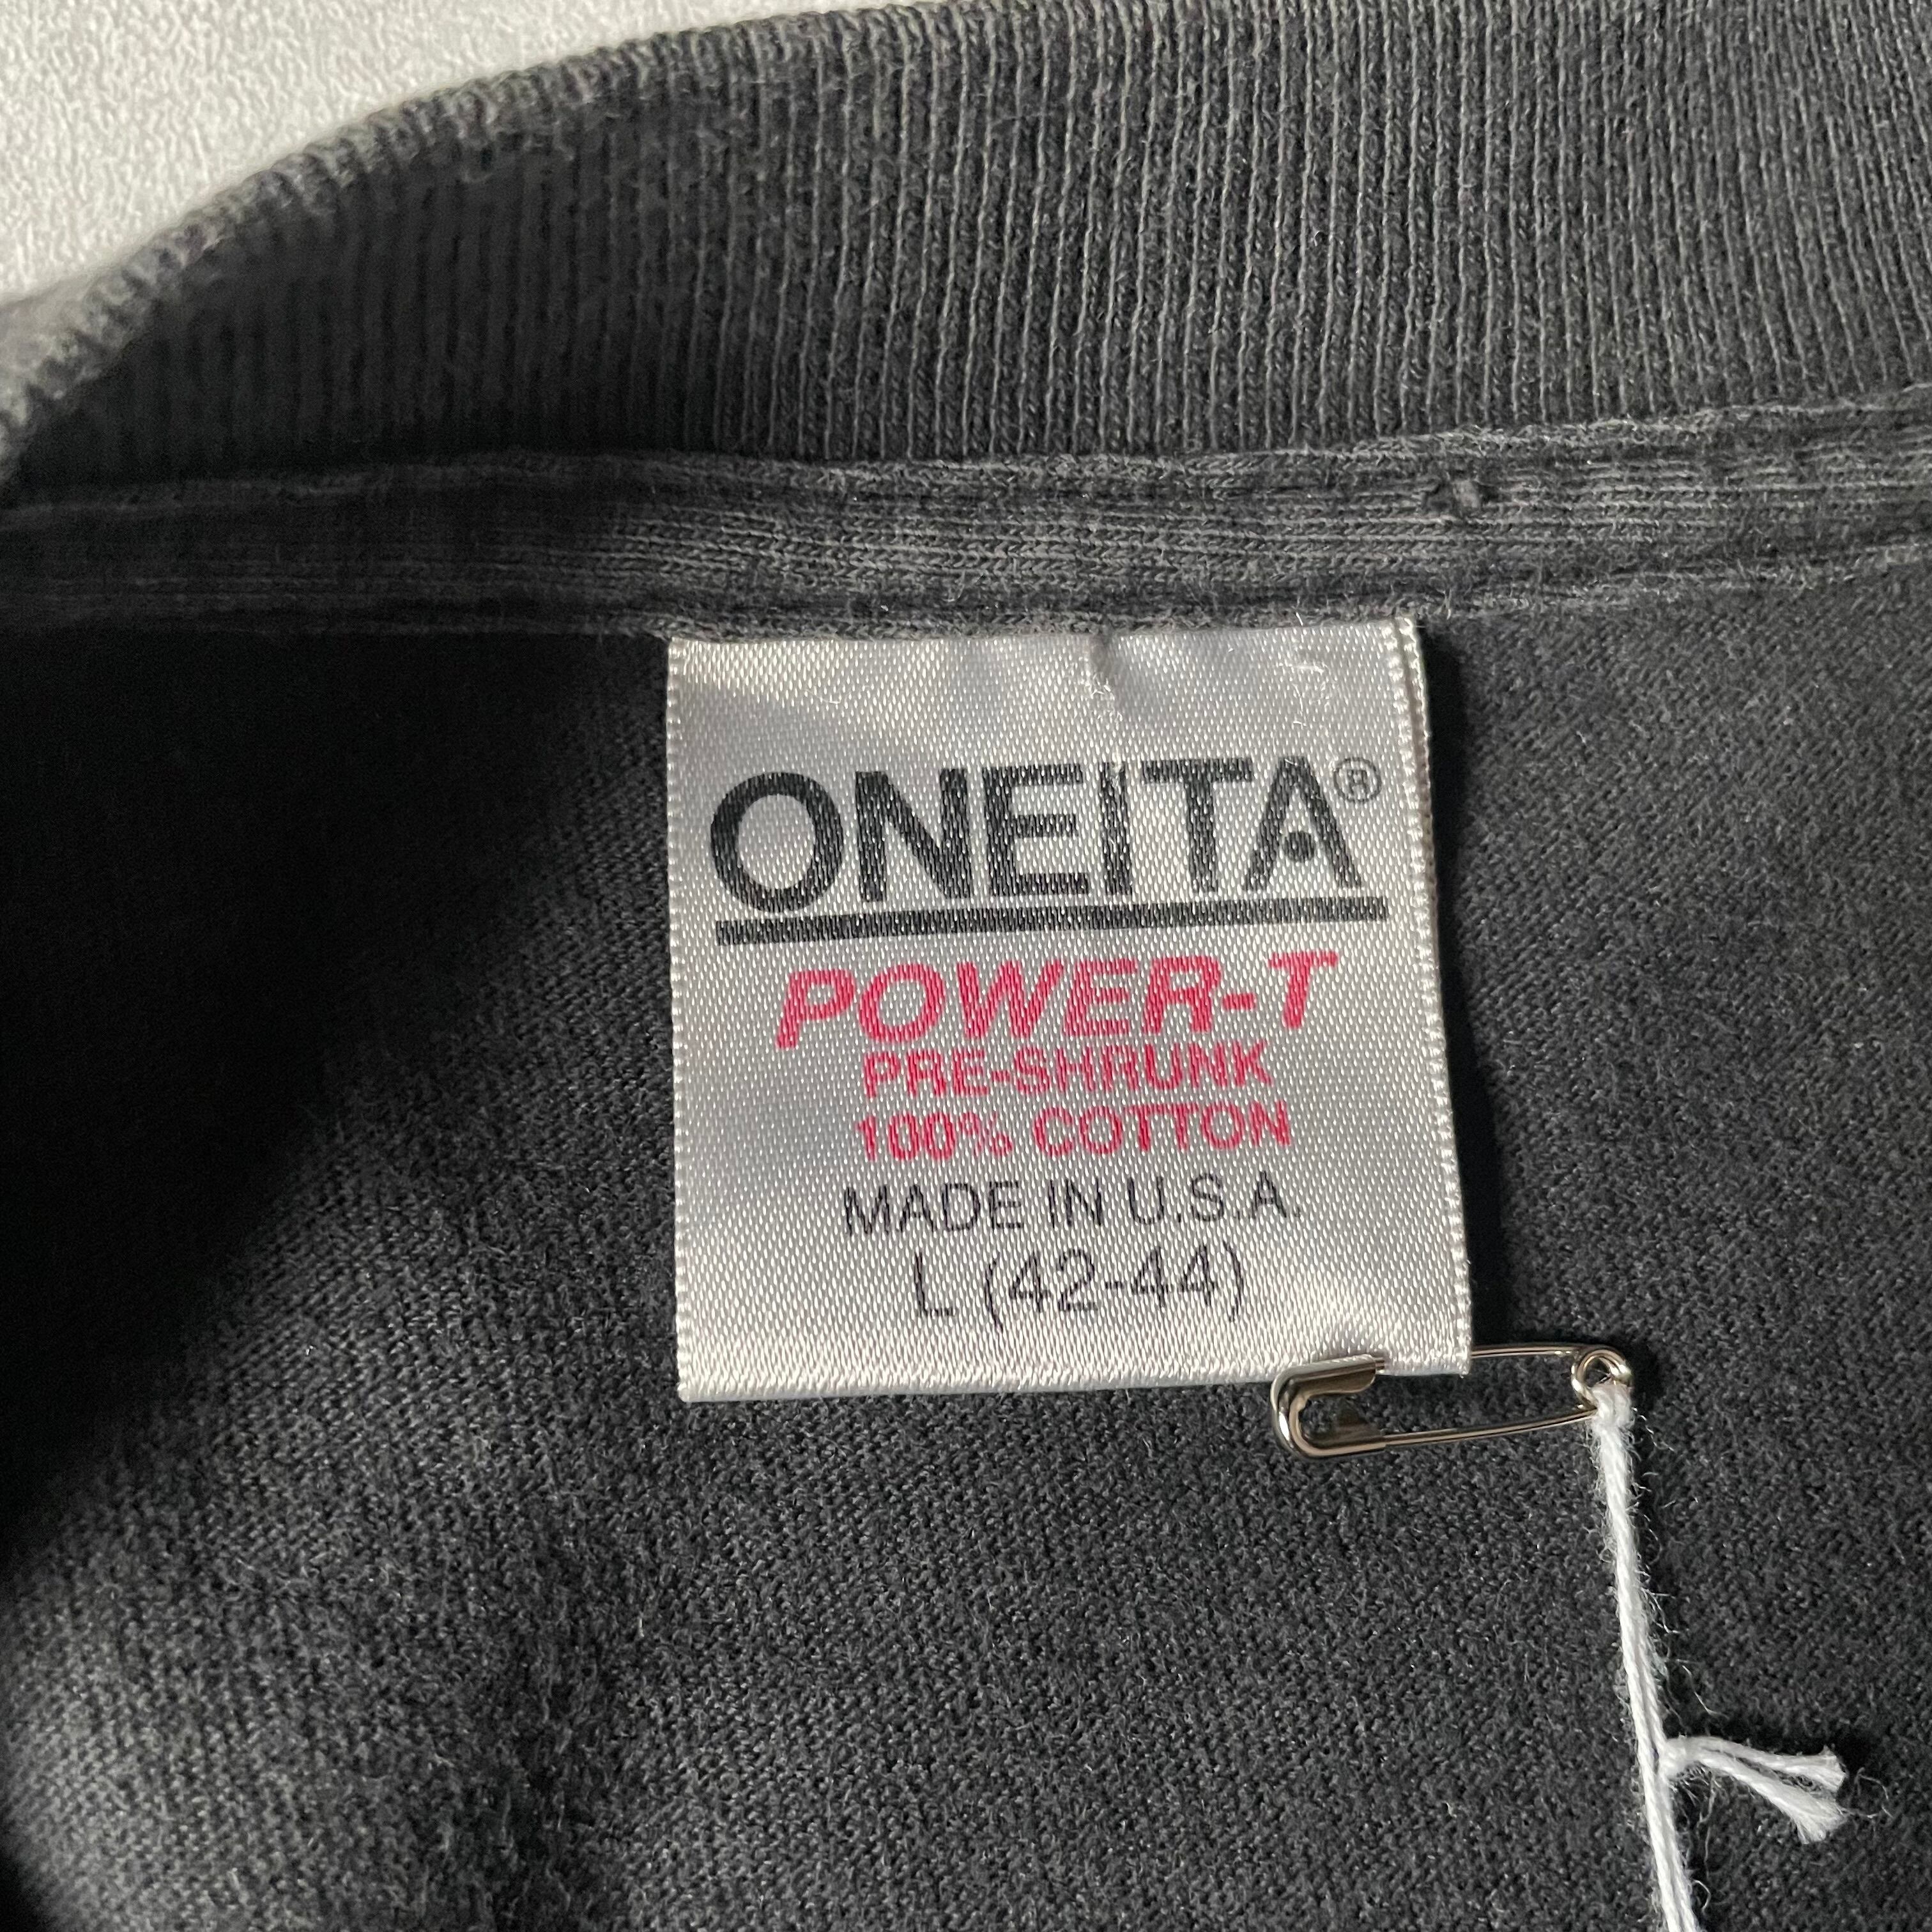 ONEITA®
POWER-T
PRE-SHRUNK
100% COTTON
MADE IN U.S.A.
L (42-44)